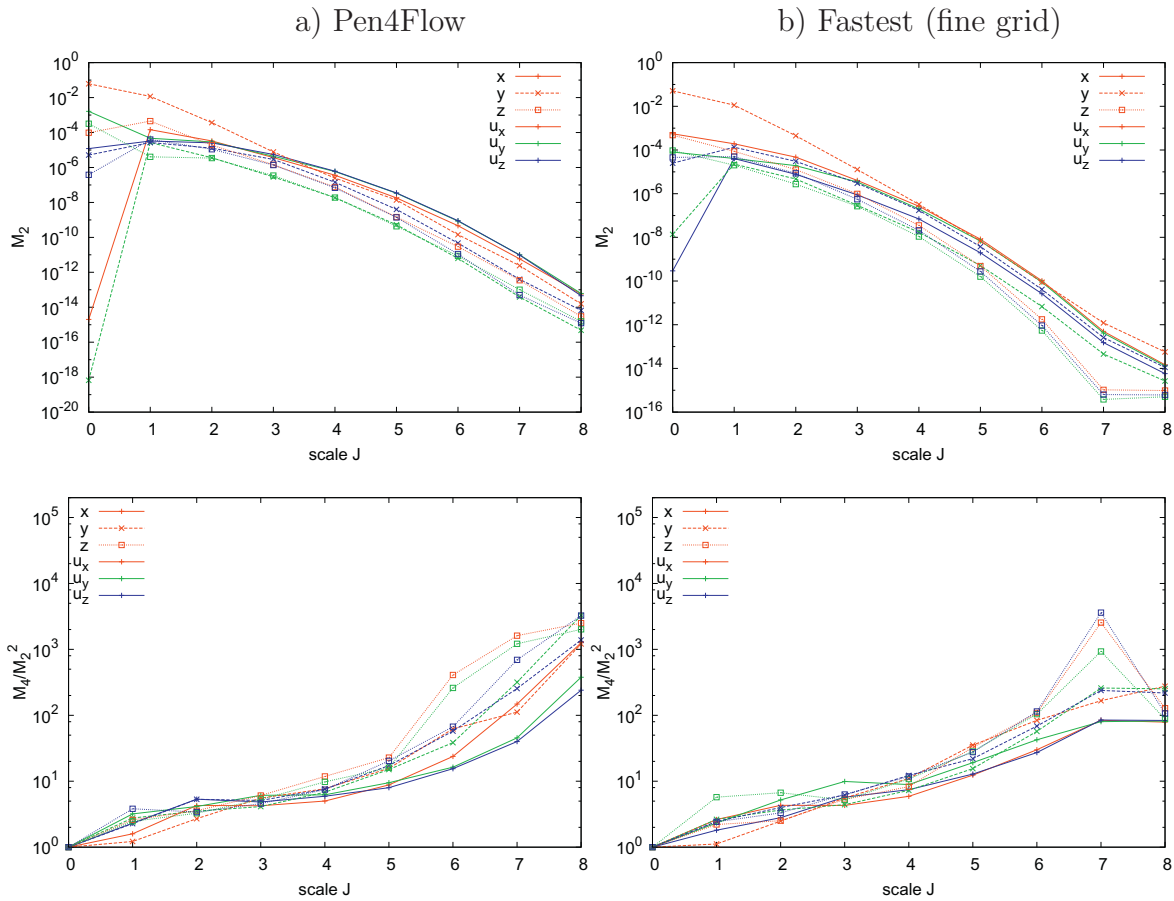 a) Pen4Flow
b) Fastest (fine grid)
10^0
10^-2
10^-4
10^-6
10^-8
10^-10
10^-12
10^-14
10^-16
10^-18
10^-20
M_2
0 1 2 3 4 5 6 7 8
scale J
x
y
z
u_x
u_y
u_z
10^0
10^-2
10^-4
10^-6
10^-8
10^-10
10^-12
10^-14
10^-16
M_2
0 1 2 3 4 5 6 7 8
scale J
x
y
z
u_x
u_y
u_z
10^5
10^4
10^3
10^2
10^1
10^0
M_4/M_2^2
0 1 2 3 4 5 6 7 8
scale J
x
y
z
u_x
u_y
u_z
10^5
10^4
10^3
10^2
10^1
10^0
M_4/M_2^2
0 1 2 3 4 5 6 7 8
scale J
x
y
z
u_x
u_y
u_z